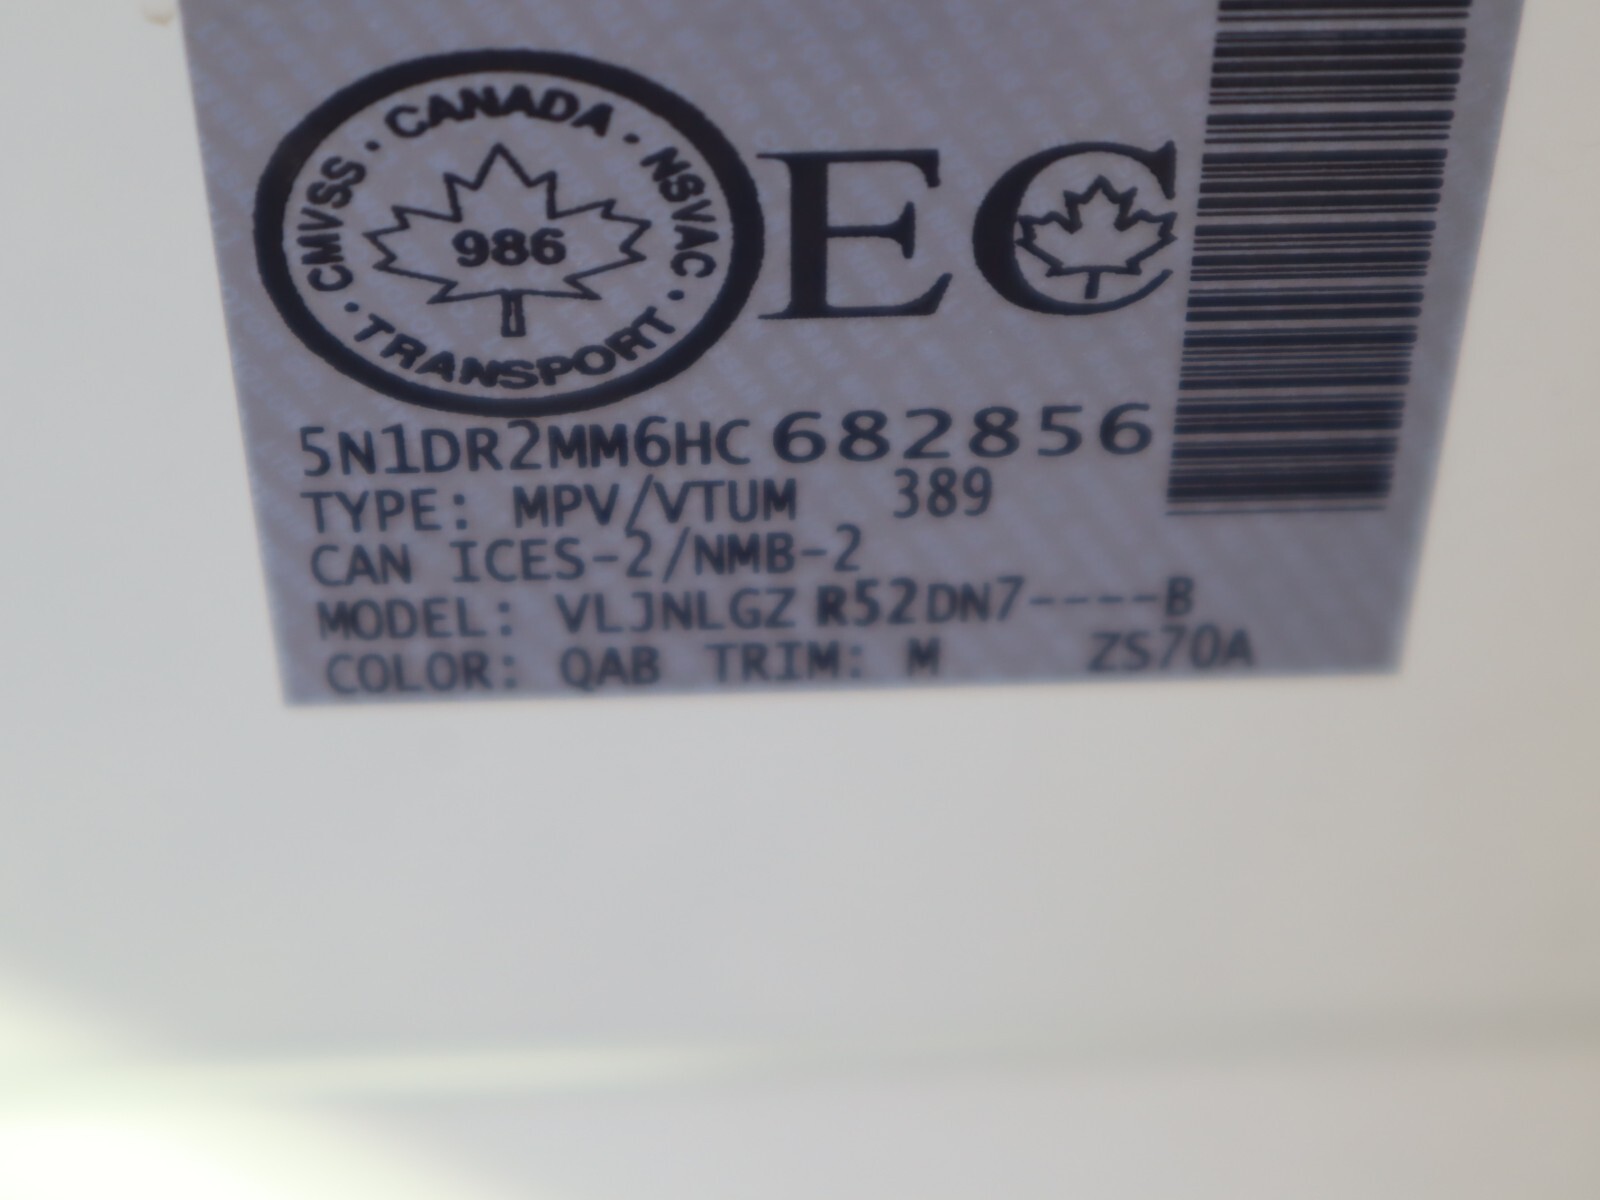 CMVSS · CANADA · NSVAC · TRANSPORT
986
EC
5N1DR2MM6HC682856
TYPE: MPV/VTUM 389
CAN ICES-2/NMB-2
MODEL: VLJNLGZ R52DN7----B
COLOR: QAB TRIM: M ZS70A